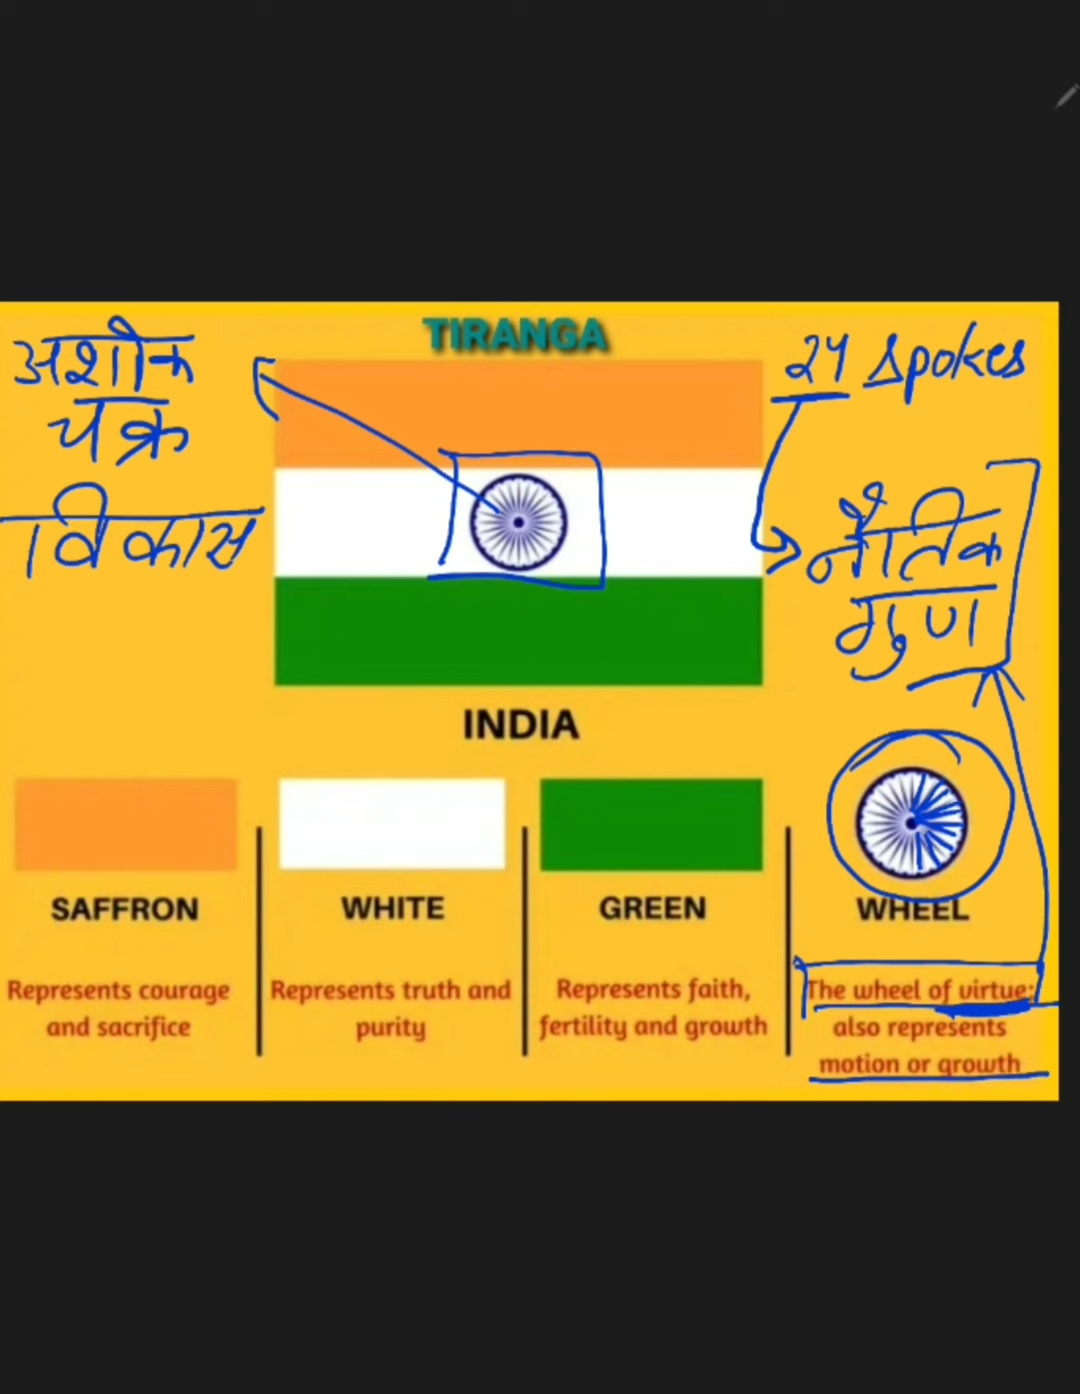 TIRANGA
अशोक
चक्र
विकास
24 Spokes
नैतिक
गुण
INDIA
SAFFRON
Represents courage
and sacrifice
WHITE
Represents truth and
purity
GREEN
Represents faith,
fertility and growth
WHEEL
The wheel of virtue;
also represents
motion or growth